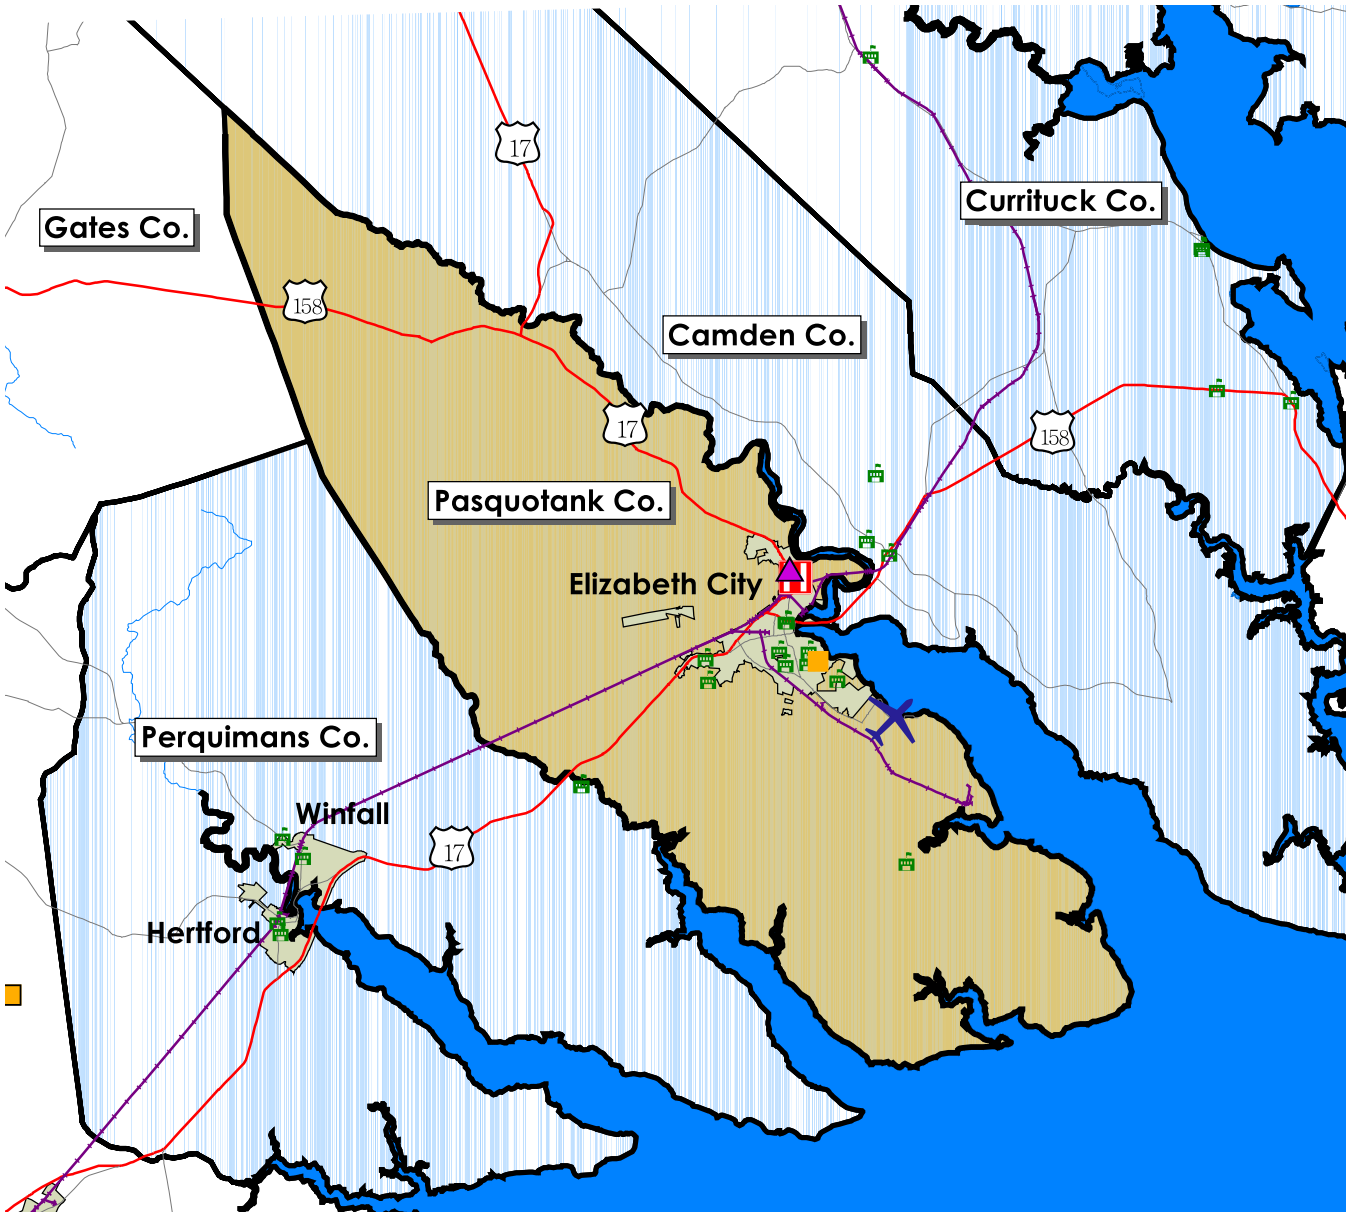 17
Currituck Co.
Gates Co.
158
Camden Co.
17
158
Pasquotank Co.
Elizabeth City
Perquimans Co.
Winfall
17
Hertford